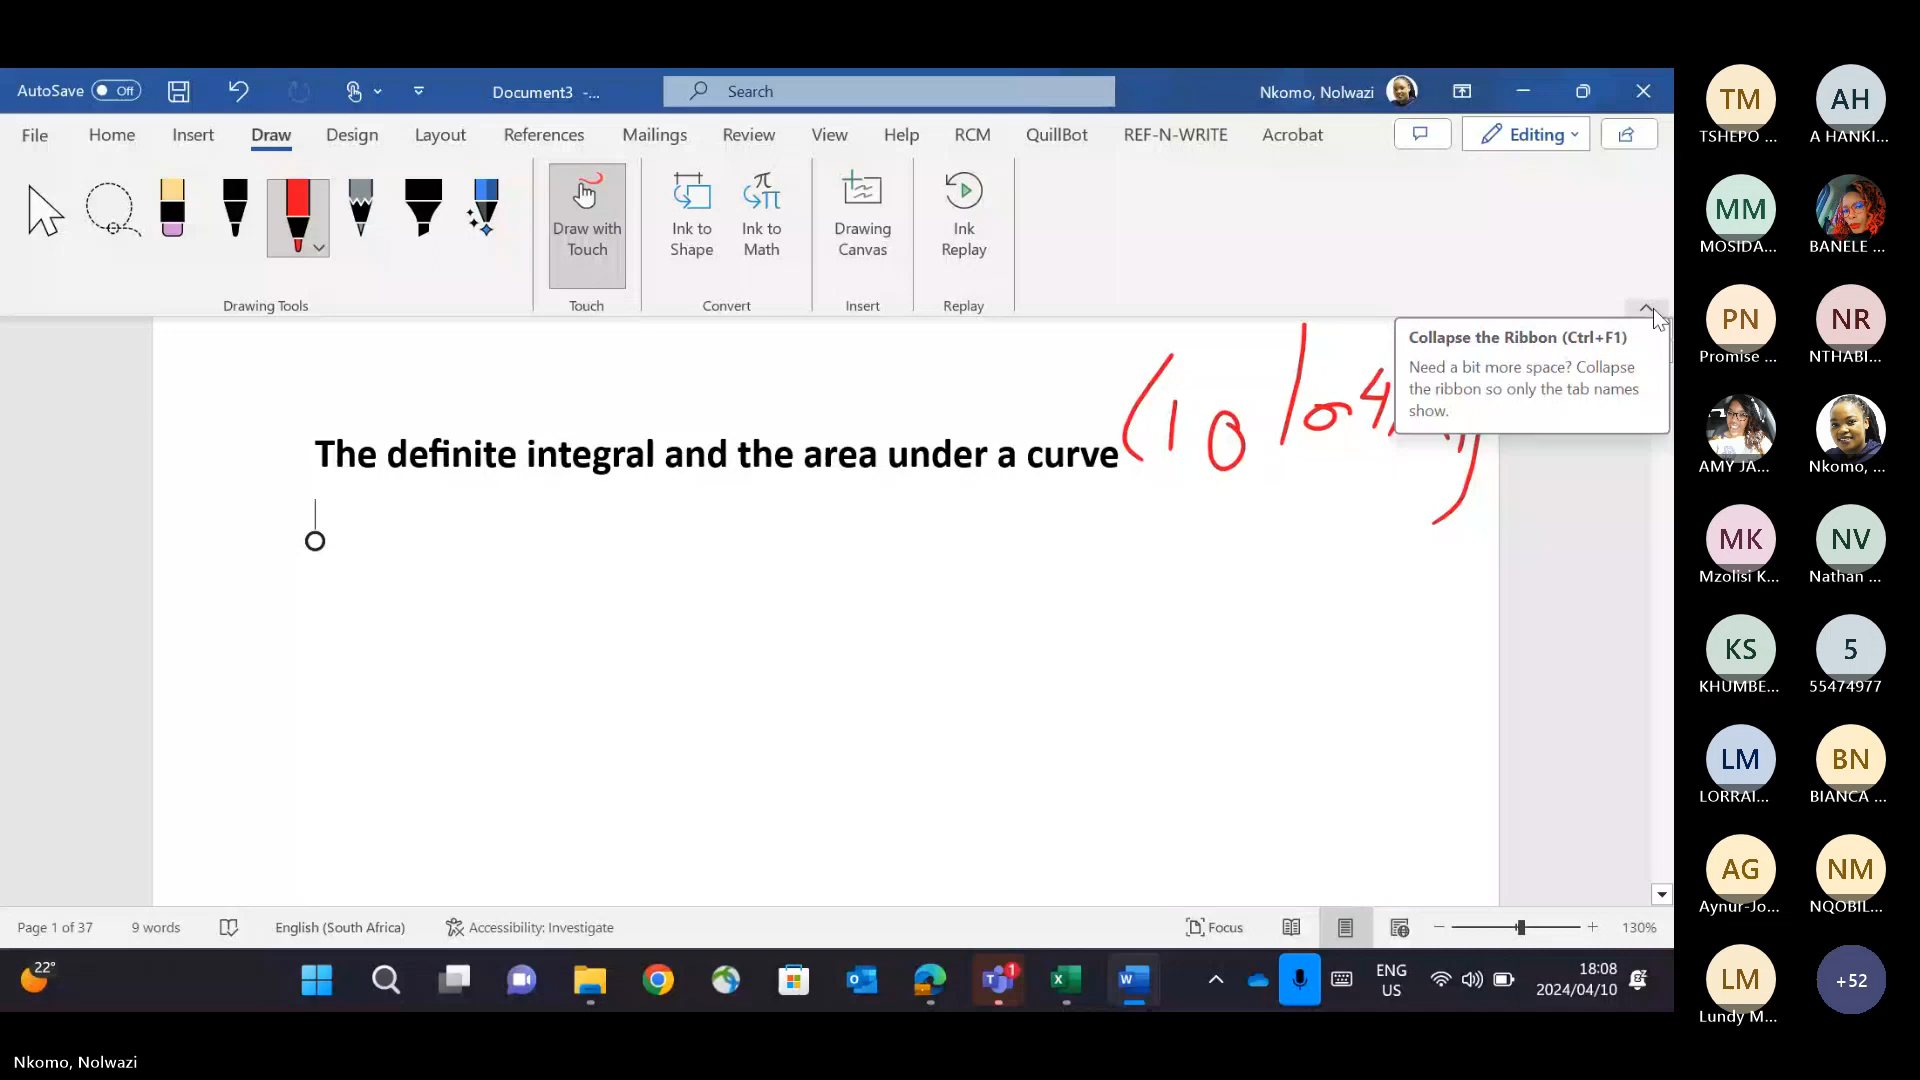 AutoSave Off Document3 -... Search Nkomo, Nolwazi
File Home Insert Draw Design Layout References Mailings Review View Help RCM QuillBot REF-N-WRITE Acrobat Editing
Draw with Touch
Ink to Shape
Ink to Math
Drawing Canvas
Ink Replay
Drawing Tools Touch Convert Insert Replay
Collapse the Ribbon (Ctrl+F1)
Need a bit more space? Collapse
the ribbon so only the tab names
show.
The definite integral and the area under a curve
Page 1 of 37 9 words English (South Africa) Accessibility: Investigate Focus 130%
22° 1 ENG US 18:08 2024/04/10
Nkomo, Nolwazi
TM AH
TSHEPO ... A HANKI...
MM
MOSIDA... BANELE ...
PN NR
Promise ... NTHABI...
AMY JA... Nkomo, ...
MK NV
Mzolisi K... Nathan ...
KS 5
KHUMBE... 55474977
LM BN
LORRAI... BIANCA ...
AG NM
Aynur-Jo... NQOBIL...
LM +52
Lundy M...